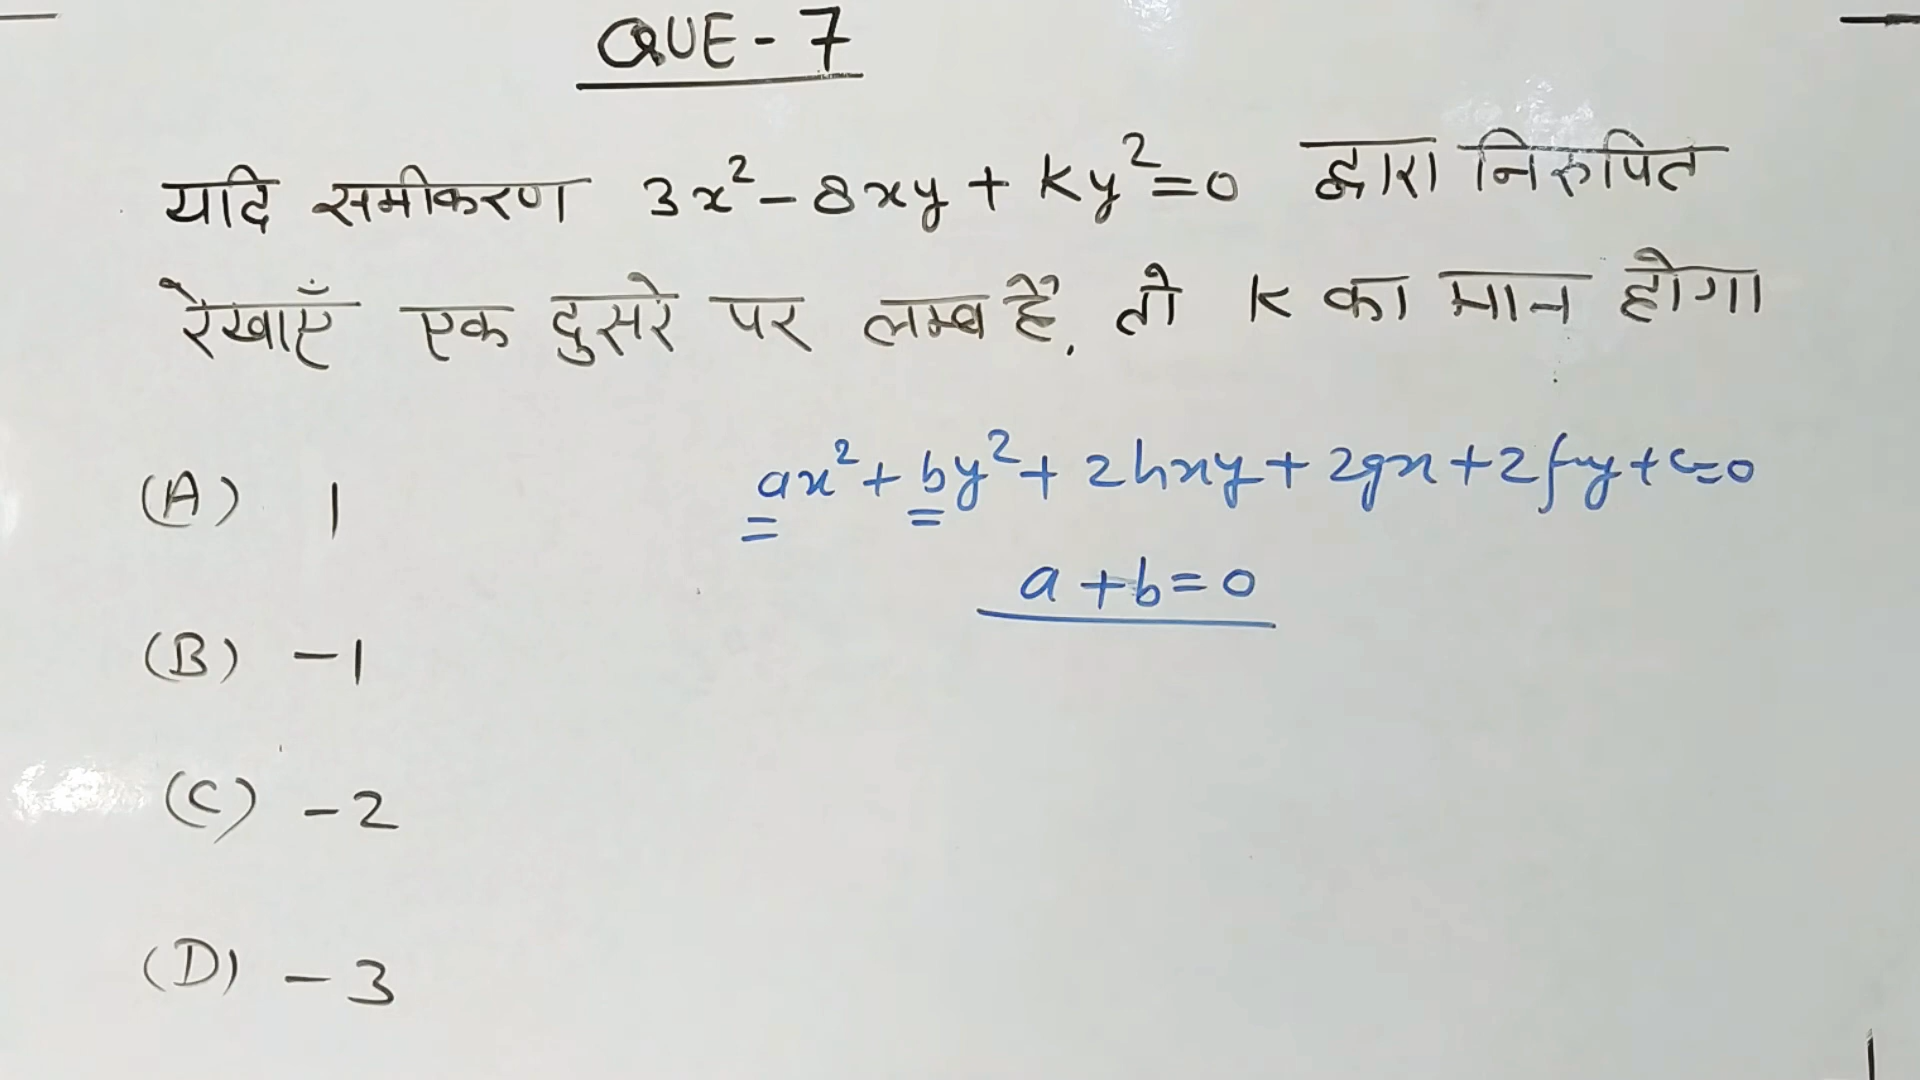 QUE - 7
यदि समीकरण 3x² - 8xy + Ky² = 0 द्वारा निरुपित
रेखाएँ एक दुसरे पर लम्ब हैं, तो K का मान होगा
(A) 1
ax² + by² + 2hxy + 2gx + 2fy + c = 0
a + b = 0
(B) -1
(C) -2
(D) -3